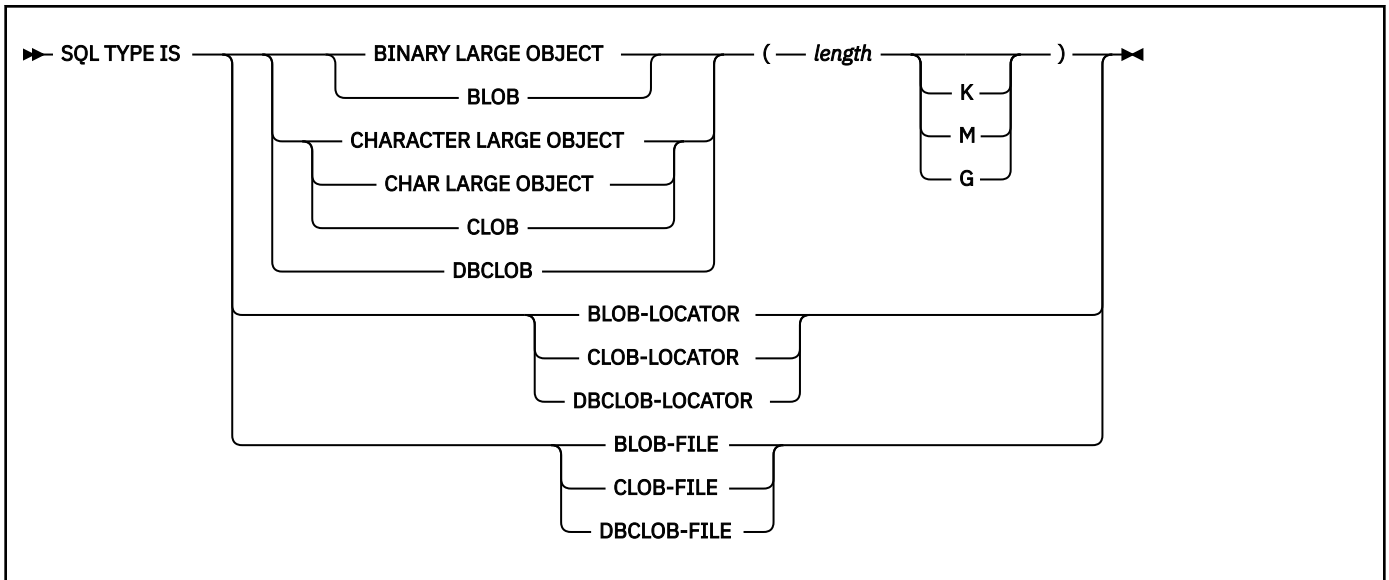 SQL TYPE IS BINARY LARGE OBJECT ( length )
BLOB K
CHARACTER LARGE OBJECT M
CHAR LARGE OBJECT G
CLOB
DBCLOB
BLOB-LOCATOR
CLOB-LOCATOR
DBCLOB-LOCATOR
BLOB-FILE
CLOB-FILE
DBCLOB-FILE